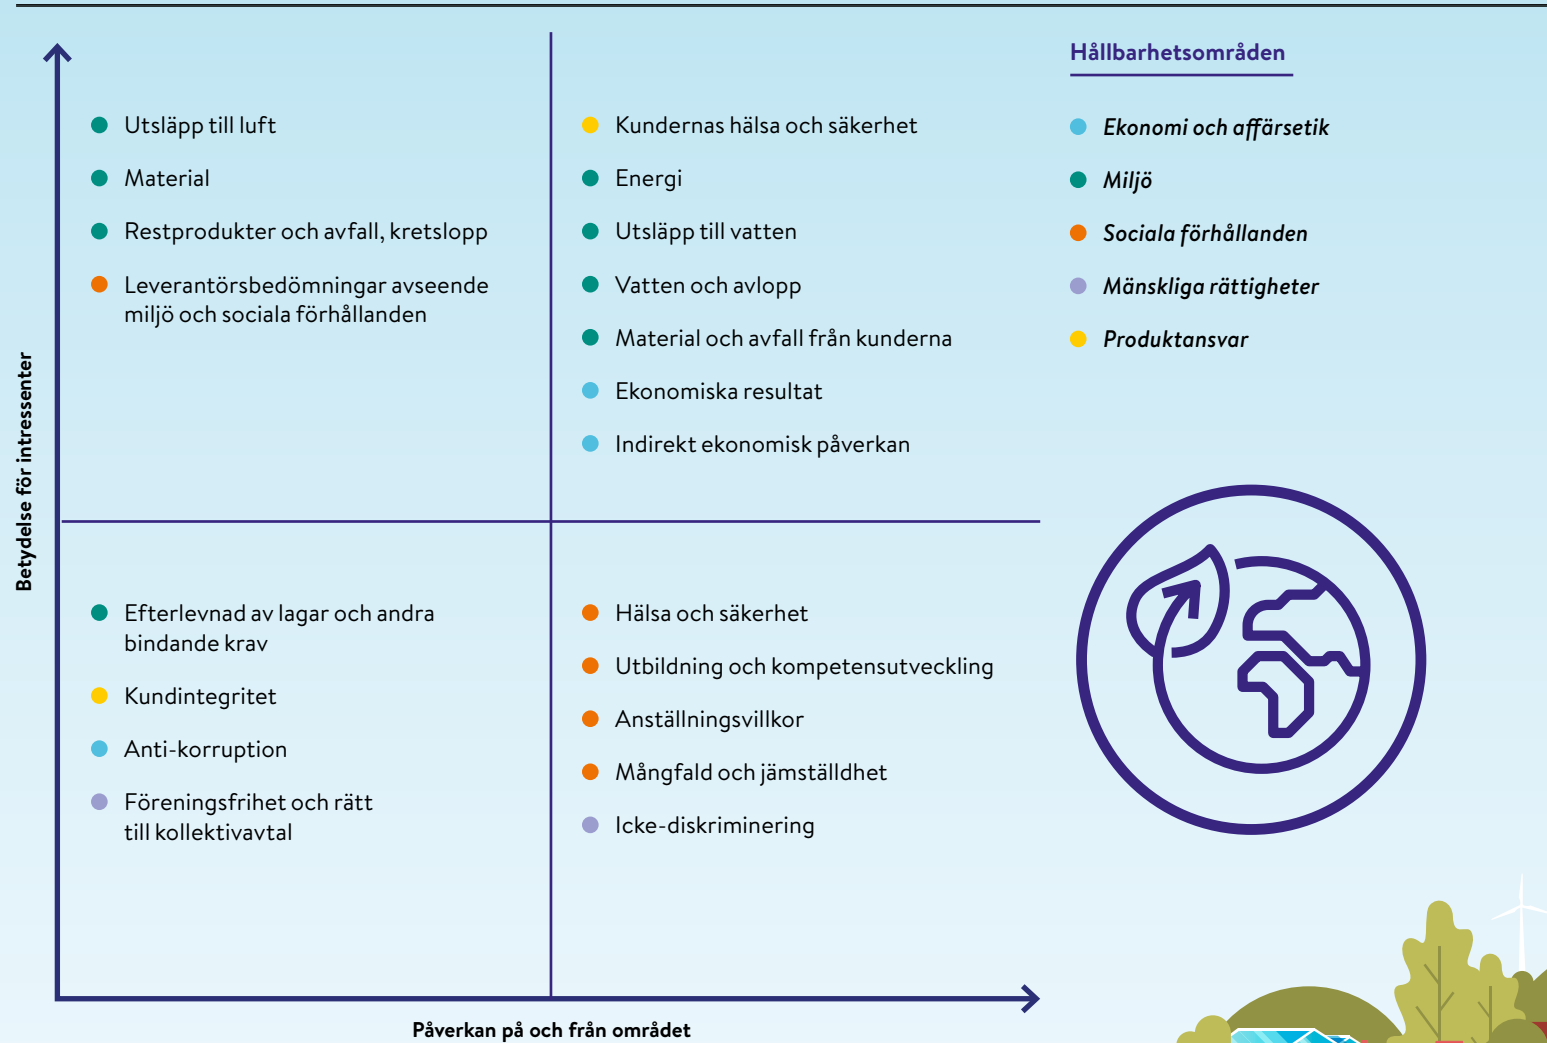 Betydelse för intressenter
Utsläpp till luft
Material
Restprodukter och avfall, kretslopp
Leverantörsbedömningar avseende
miljö och sociala förhållanden
Kundernas hälsa och säkerhet
Energi
Utsläpp till vatten
Vatten och avlopp
Material och avfall från kunderna
Ekonomiska resultat
Indirekt ekonomisk påverkan
Efterlevnad av lagar och andra
bindande krav
Kundintegritet
Anti-korruption
Föreningsfrihet och rätt
till kollektivavtal
Hälsa och säkerhet
Utbildning och kompetensutveckling
Anställningsvillkor
Mångfald och jämställdhet
Icke-diskriminering
Påverkan på och från området
Hållbarhetsområden
Ekonomi och affärsetik
Miljö
Sociala förhållanden
Mänskliga rättigheter
Produktansvar